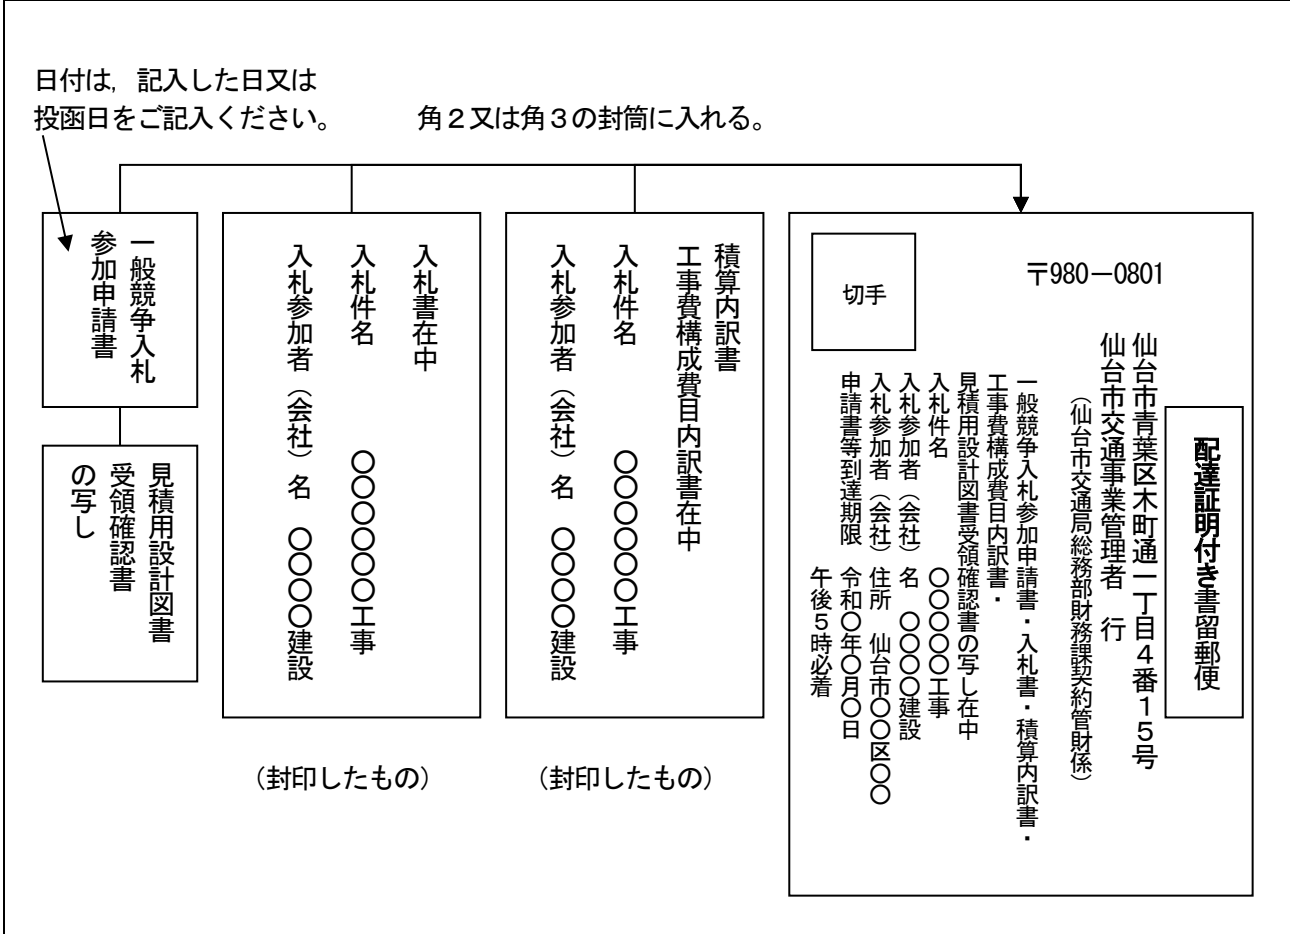 日付は，記入した日又は
投函日をご記入ください。
角２又は角３の封筒に入れる。
一般競争入札
参加申請書
見積用設計図書
受領確認書
の写し
入札書在中
入札件名　〇〇〇〇〇〇工事
入札参加者（会社）名　〇〇〇〇建設
（封印したもの）
積算内訳書
工事費構成費目内訳書在中
入札件名　〇〇〇〇〇〇工事
入札参加者（会社）名　〇〇〇〇建設
（封印したもの）
配達証明付き書留郵便
〒980－0801
仙台市青葉区木町通一丁目４番１５号
仙台市交通事業管理者　行
（仙台市交通局総務部財務課契約管財係）
切手
一般競争入札参加申請書・入札書・積算内訳書・
工事費構成費目内訳書・
見積用設計図書受領確認書の写し在中
入札件名　〇〇〇〇〇工事
入札参加者（会社）名　〇〇〇〇建設
入札参加者（会社）住所　仙台市〇〇区〇〇
申請書等到達期限　令和〇年〇月〇日
午後５時必着